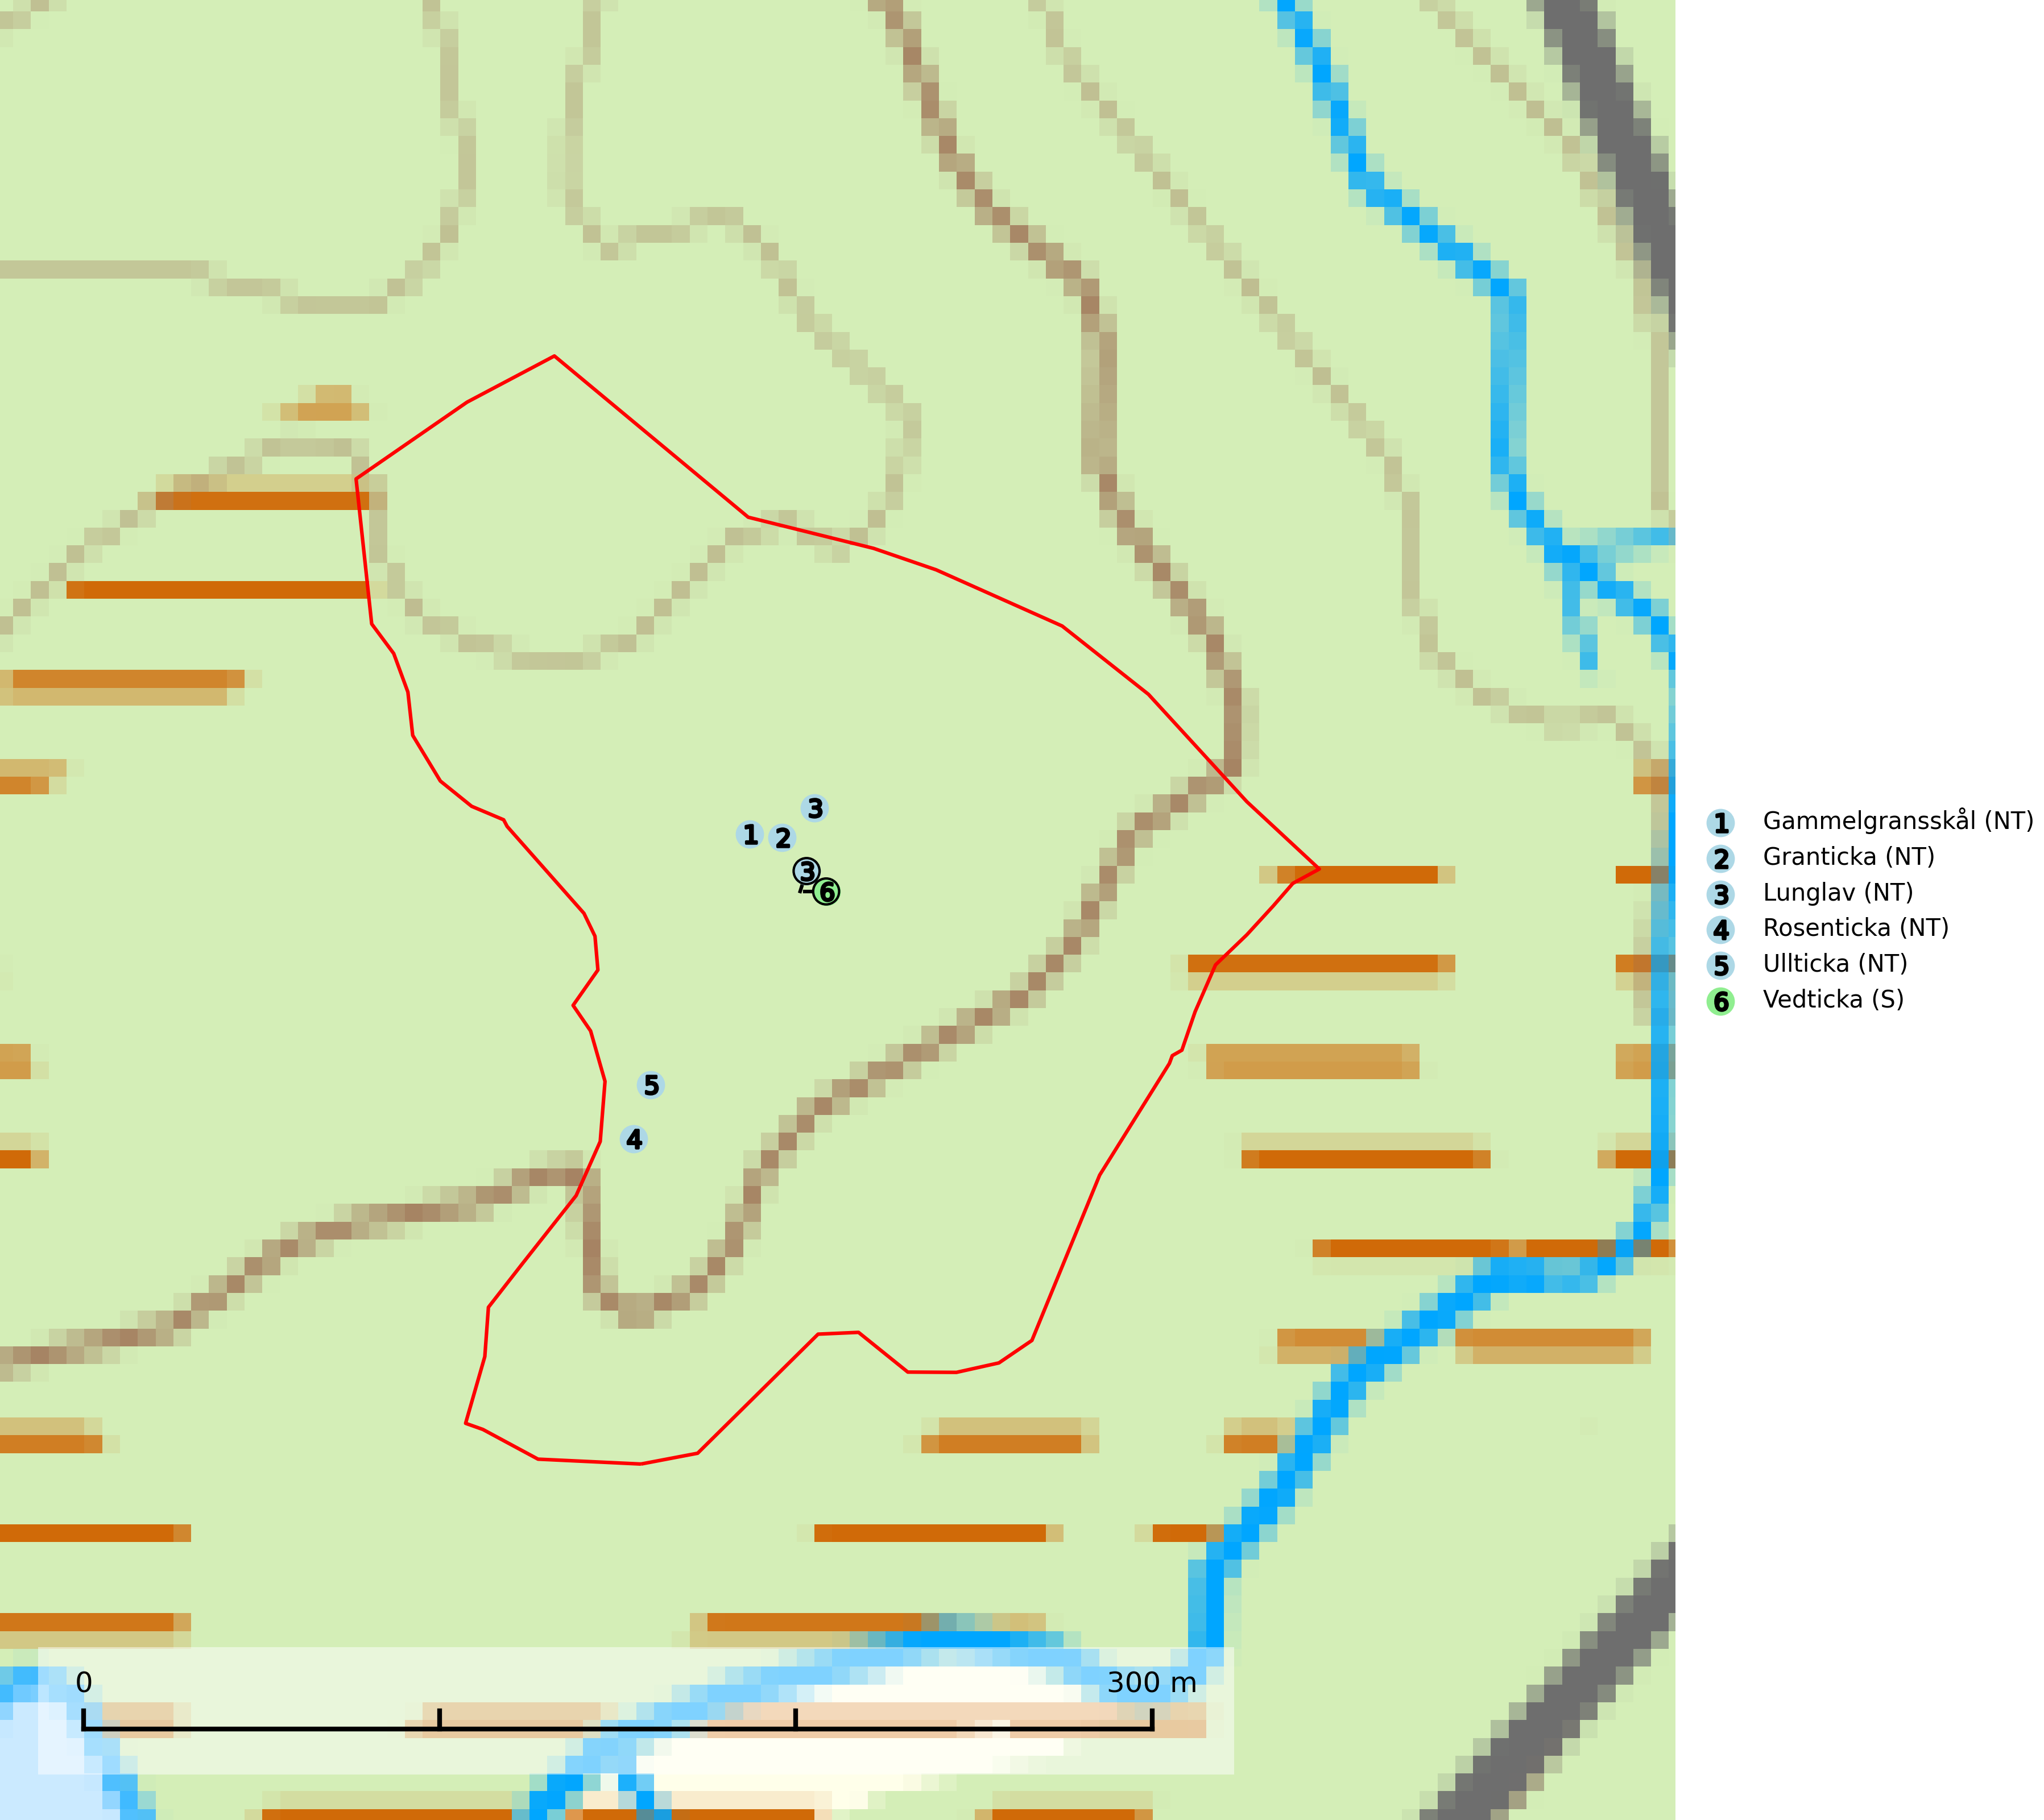 3
1 2
3
6
5
4
1 Gammelgransskål (NT)
2 Granticka (NT)
3 Lunglav (NT)
4 Rosenticka (NT)
5 Ullticka (NT)
6 Vedticka (S)
0 300 m